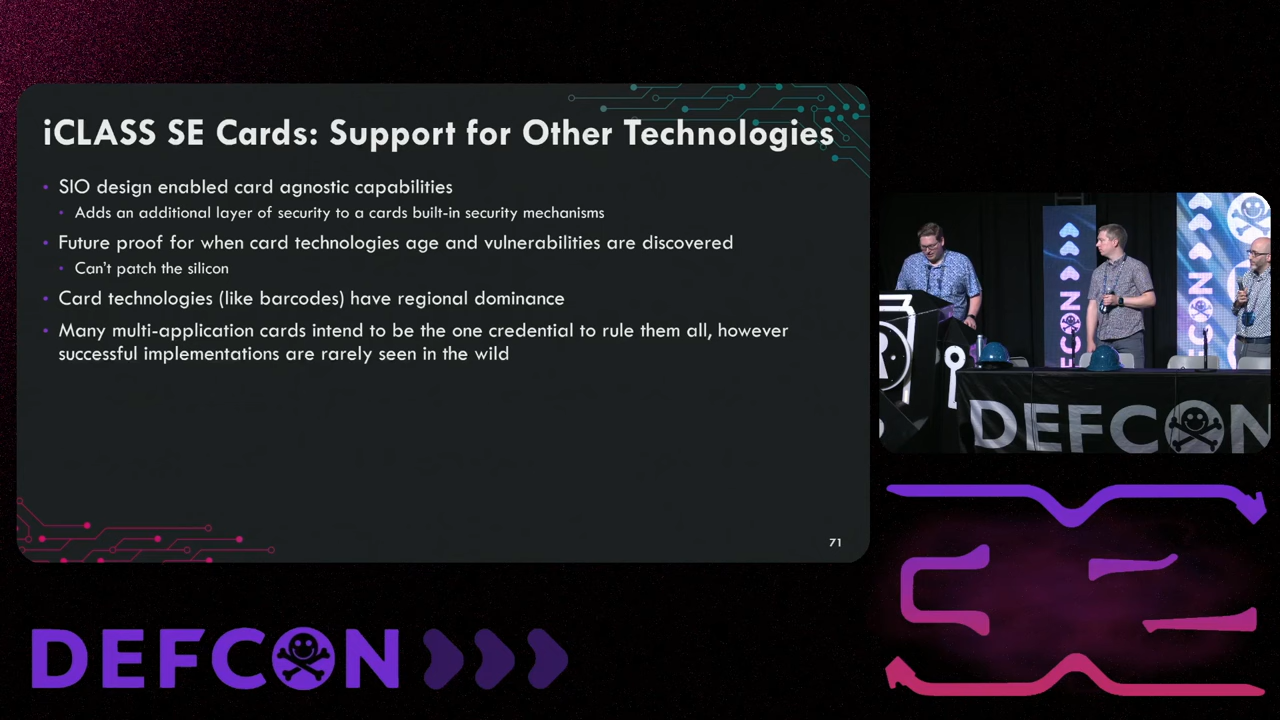 iCLASS SE Cards: Support for Other Technologies
• SIO design enabled card agnostic capabilities
• Adds an additional layer of security to a cards built-in security mechanisms
• Future proof for when card technologies age and vulnerabilities are discovered
• Can't patch the silicon
• Card technologies (like barcodes) have regional dominance
• Many multi-application cards intend to be the one credential to rule them all, however
successful implementations are rarely seen in the wild
71
DEFCON
DEFCON